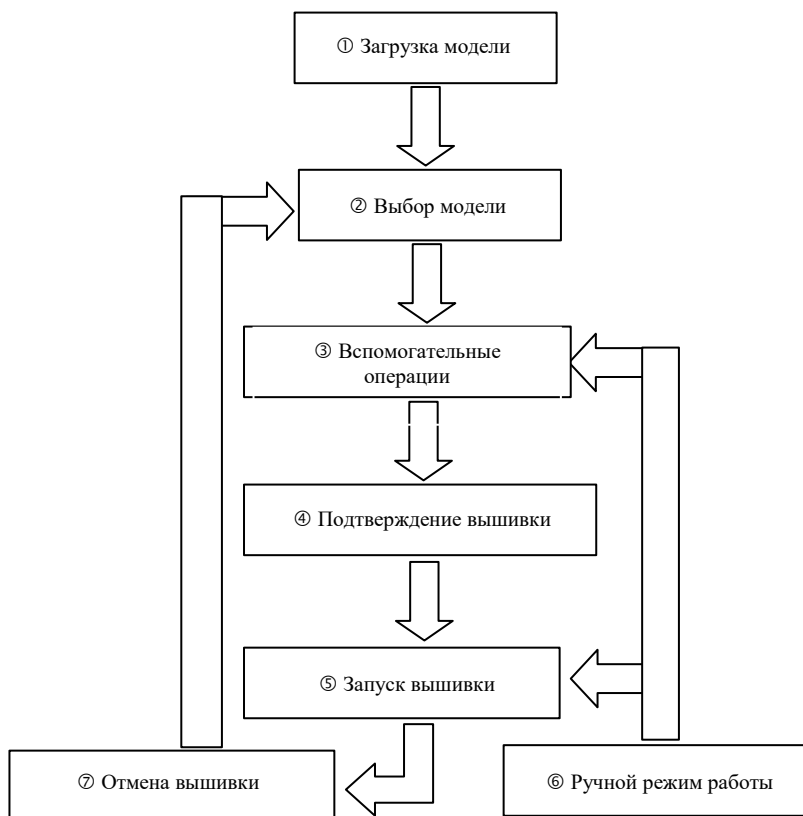 ① Загрузка модели
② Выбор модели
③ Вспомогательные
операции
④ Подтверждение вышивки
⑤ Запуск вышивки
⑦ Отмена вышивки
⑥ Ручной режим работы